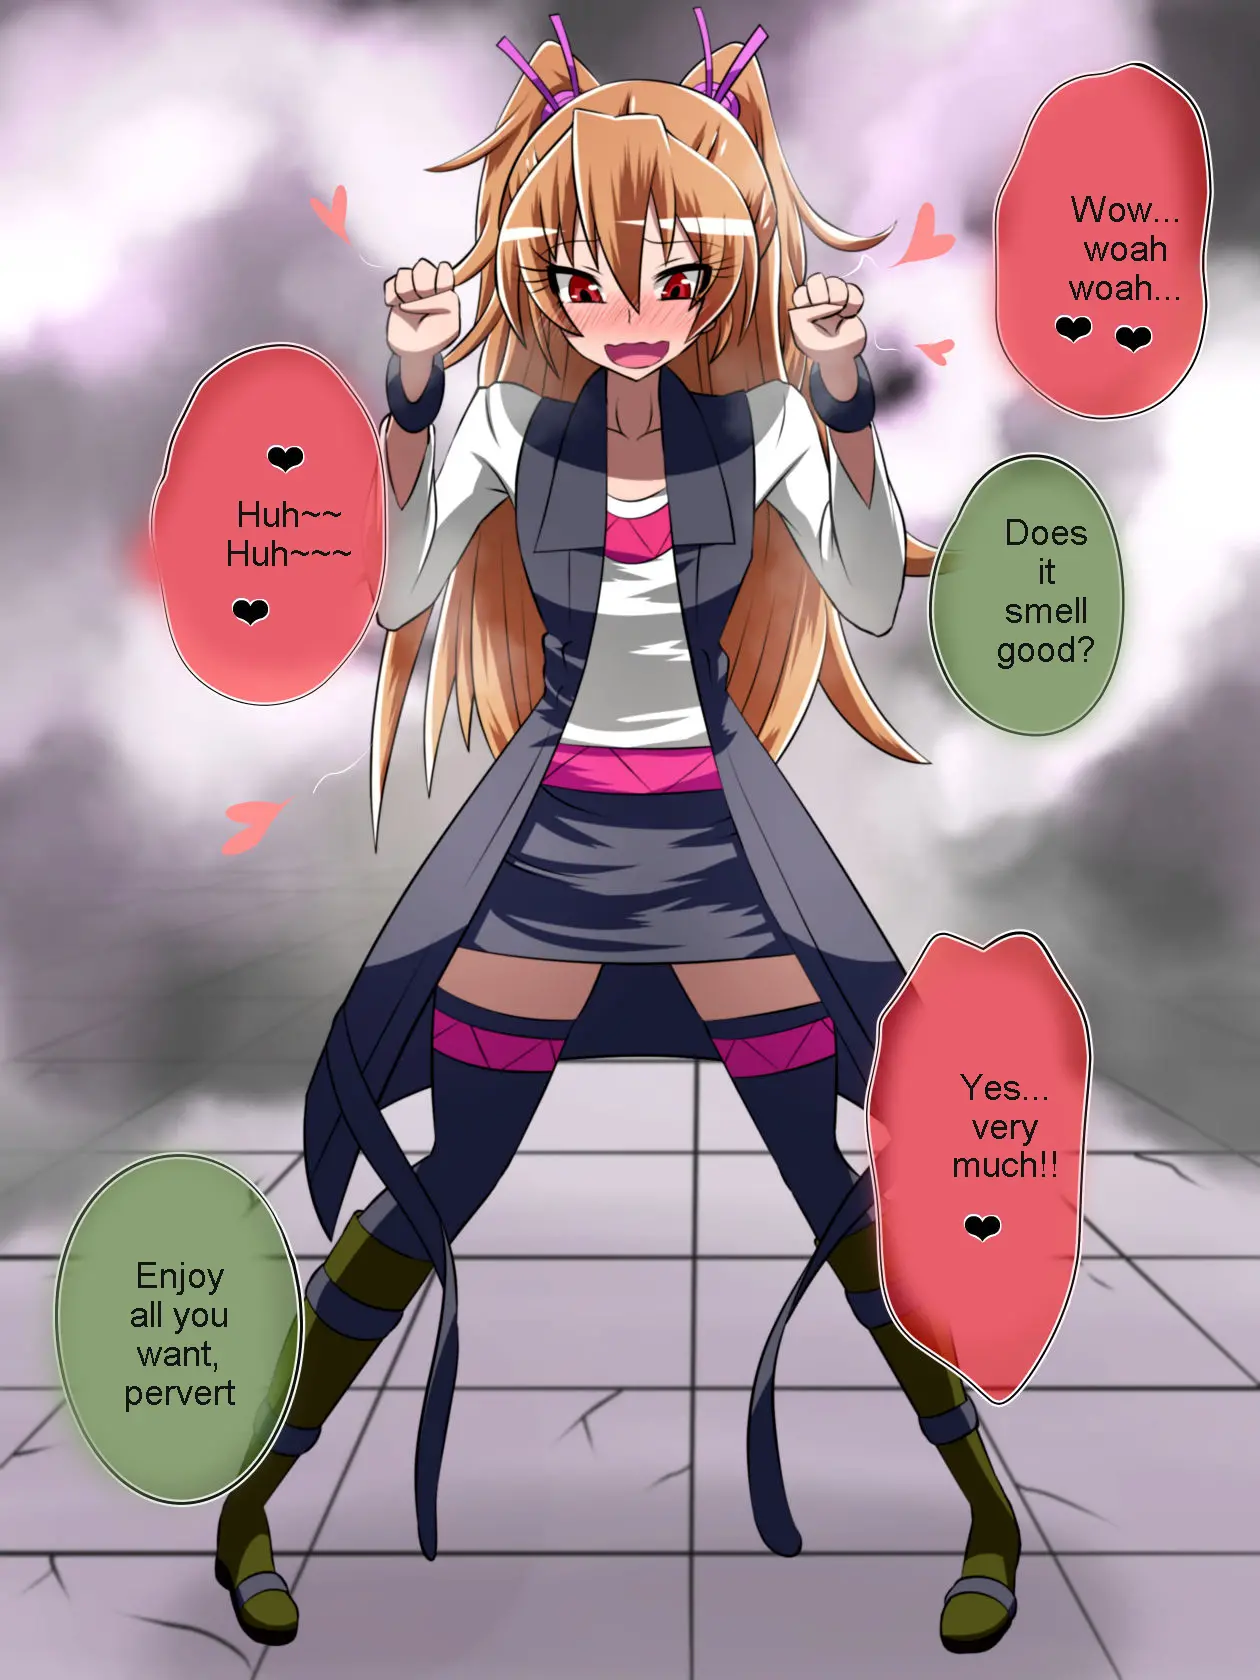 Wow...
woah
woah...
❤ ❤
❤
Huh~~
Huh~~~
❤
Does
it
smell
good?
Yes...
very
much!!
❤
Enjoy
all you
want,
pervert